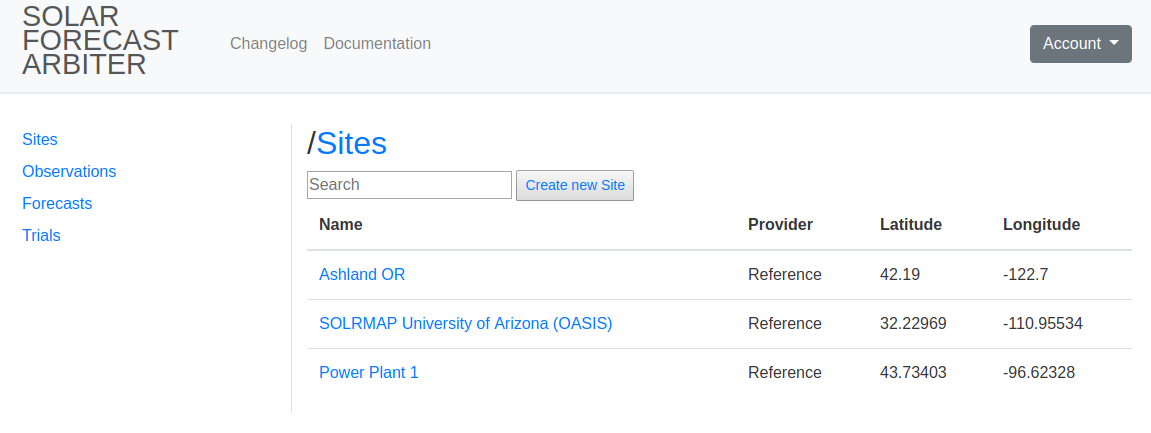 SOLAR
FORECAST
ARBITER
Changelog Documentation
Account
Sites
Observations
Forecasts
Trials
/Sites
Search Create new Site
Name Provider Latitude Longitude
Ashland OR Reference 42.19 -122.7
SOLRMAP University of Arizona (OASIS) Reference 32.22969 -110.95534
Power Plant 1 Reference 43.73403 -96.62328